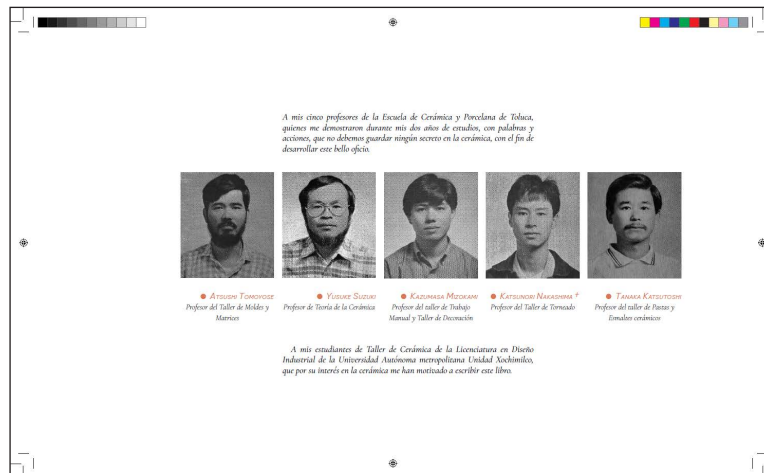 A mis cinco profesores de la Escuela de Cerámica y Porcelana de Toluca,
quienes me demostraron durante mis dos años de estudios, con palabras y
acciones, que no debemos guardar ningún secreto en la cerámica, con el fin de
desarrollar este bello oficio.
Atsushi Tomoyose
Profesor del Taller de Moldes y
Matrices
Yusuke Suzuki
Profesor de Teoría de la Cerámica
Kazumasa Mizokami
Profesor del taller de Trabajo
Manual y Taller de Decoración
Katsunori Nakashima †
Profesor del Taller de Torneado
Tanaka Katsutoshi
Profesor del taller de Pastas y
Esmaltes cerámicos
A mis estudiantes de Taller de Cerámica de la Licenciatura en Diseño
Industrial de la Universidad Autónoma metropolitana Unidad Xochimilco,
que por su interés en la cerámica me han motivado a escribir este libro.